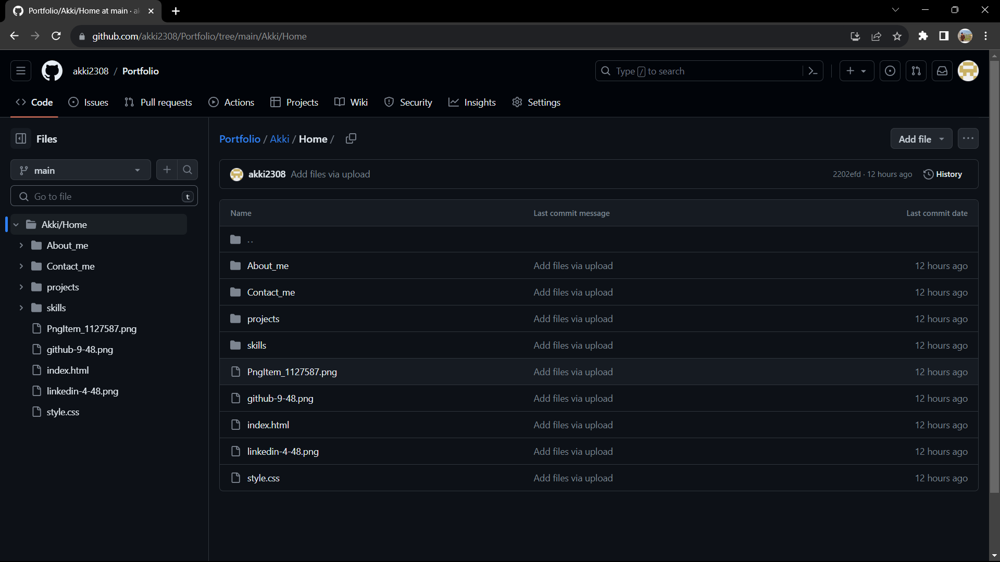 Portfolio/Akki/Home at main · ak
github.com/akki2308/Portfolio/tree/main/Akki/Home
akki2308 / Portfolio
Type / to search
Code Issues Pull requests Actions Projects Wiki Security Insights Settings
Files
main
Go to file t
Akki/Home
About_me
Contact_me
projects
skills
PngItem_1127587.png
github-9-48.png
index.html
linkedin-4-48.png
style.css
Portfolio / Akki / Home /
Add file
akki2308 Add files via upload 2202efd · 12 hours ago History
Name Last commit message Last commit date
..
About_me Add files via upload 12 hours ago
Contact_me Add files via upload 12 hours ago
projects Add files via upload 12 hours ago
skills Add files via upload 12 hours ago
PngItem_1127587.png Add files via upload 12 hours ago
github-9-48.png Add files via upload 12 hours ago
index.html Add files via upload 12 hours ago
linkedin-4-48.png Add files via upload 12 hours ago
style.css Add files via upload 12 hours ago